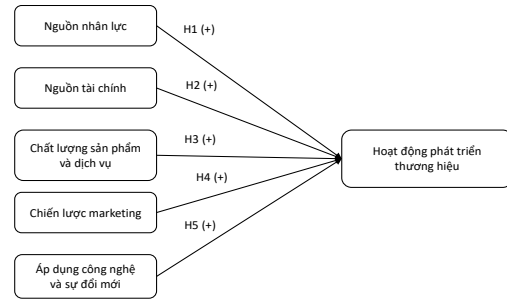 Nguồn nhân lực
H1 (+)
Nguồn tài chính
H2 (+)
Chất lượng sản phẩm
và dịch vụ
H3 (+)
Hoạt động phát triển
thương hiệu
H4 (+)
Chiến lược marketing
H5 (+)
Áp dụng công nghệ
và sự đổi mới